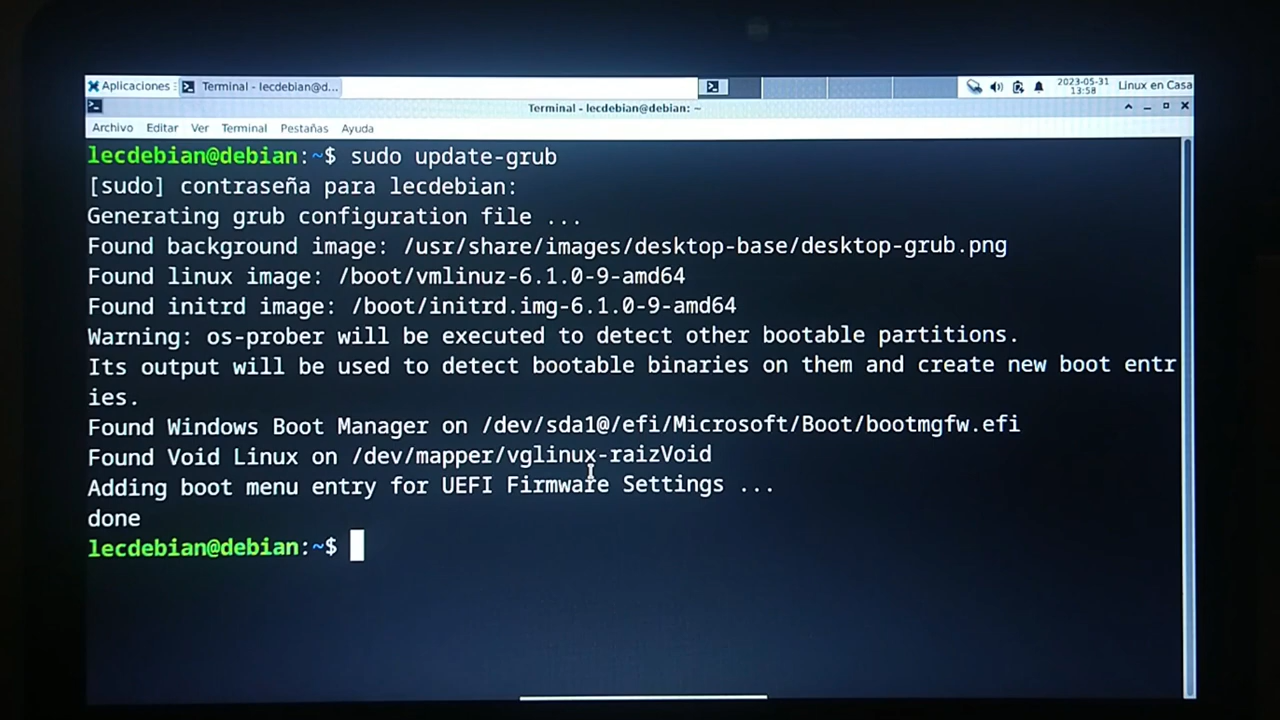 Aplicaciones
Terminal - lecdebian@d...
2023-05-31
13:58
Linux en Casa
Terminal - lecdebian@debian: ~
Archivo Editar Ver Terminal Pestañas Ayuda
lecdebian@debian:~$ sudo update-grub
[sudo] contraseña para lecdebian:
Generating grub configuration file ...
Found background image: /usr/share/images/desktop-base/desktop-grub.png
Found linux image: /boot/vmlinuz-6.1.0-9-amd64
Found initrd image: /boot/initrd.img-6.1.0-9-amd64
Warning: os-prober will be executed to detect other bootable partitions.
Its output will be used to detect bootable binaries on them and create new boot entr
ies.
Found Windows Boot Manager on /dev/sda1@/efi/Microsoft/Boot/bootmgfw.efi
Found Void Linux on /dev/mapper/vglinux-raizVoid
Adding boot menu entry for UEFI Firmware Settings ...
done
lecdebian@debian:~$